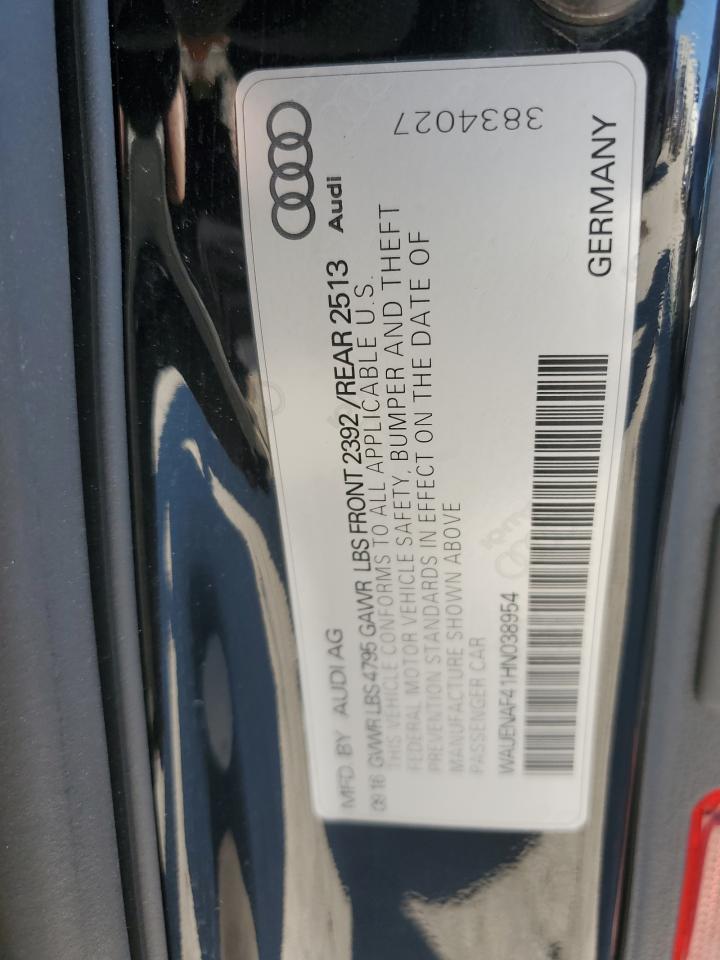 MFD BY AUDI AG
09 16 GVWR LBS 4795 GAWR LBS FRONT 2392/REAR 2513
THIS VEHICLE CONFORMS TO ALL APPLICABLE U.S.
FEDERAL MOTOR VEHICLE SAFETY, BUMPER AND THEFT
PREVENTION STANDARDS IN EFFECT ON THE DATE OF
MANUFACTURE SHOWN ABOVE
PASSENGER CAR
WAUENAF41HN038954
Audi
3834027
GERMANY